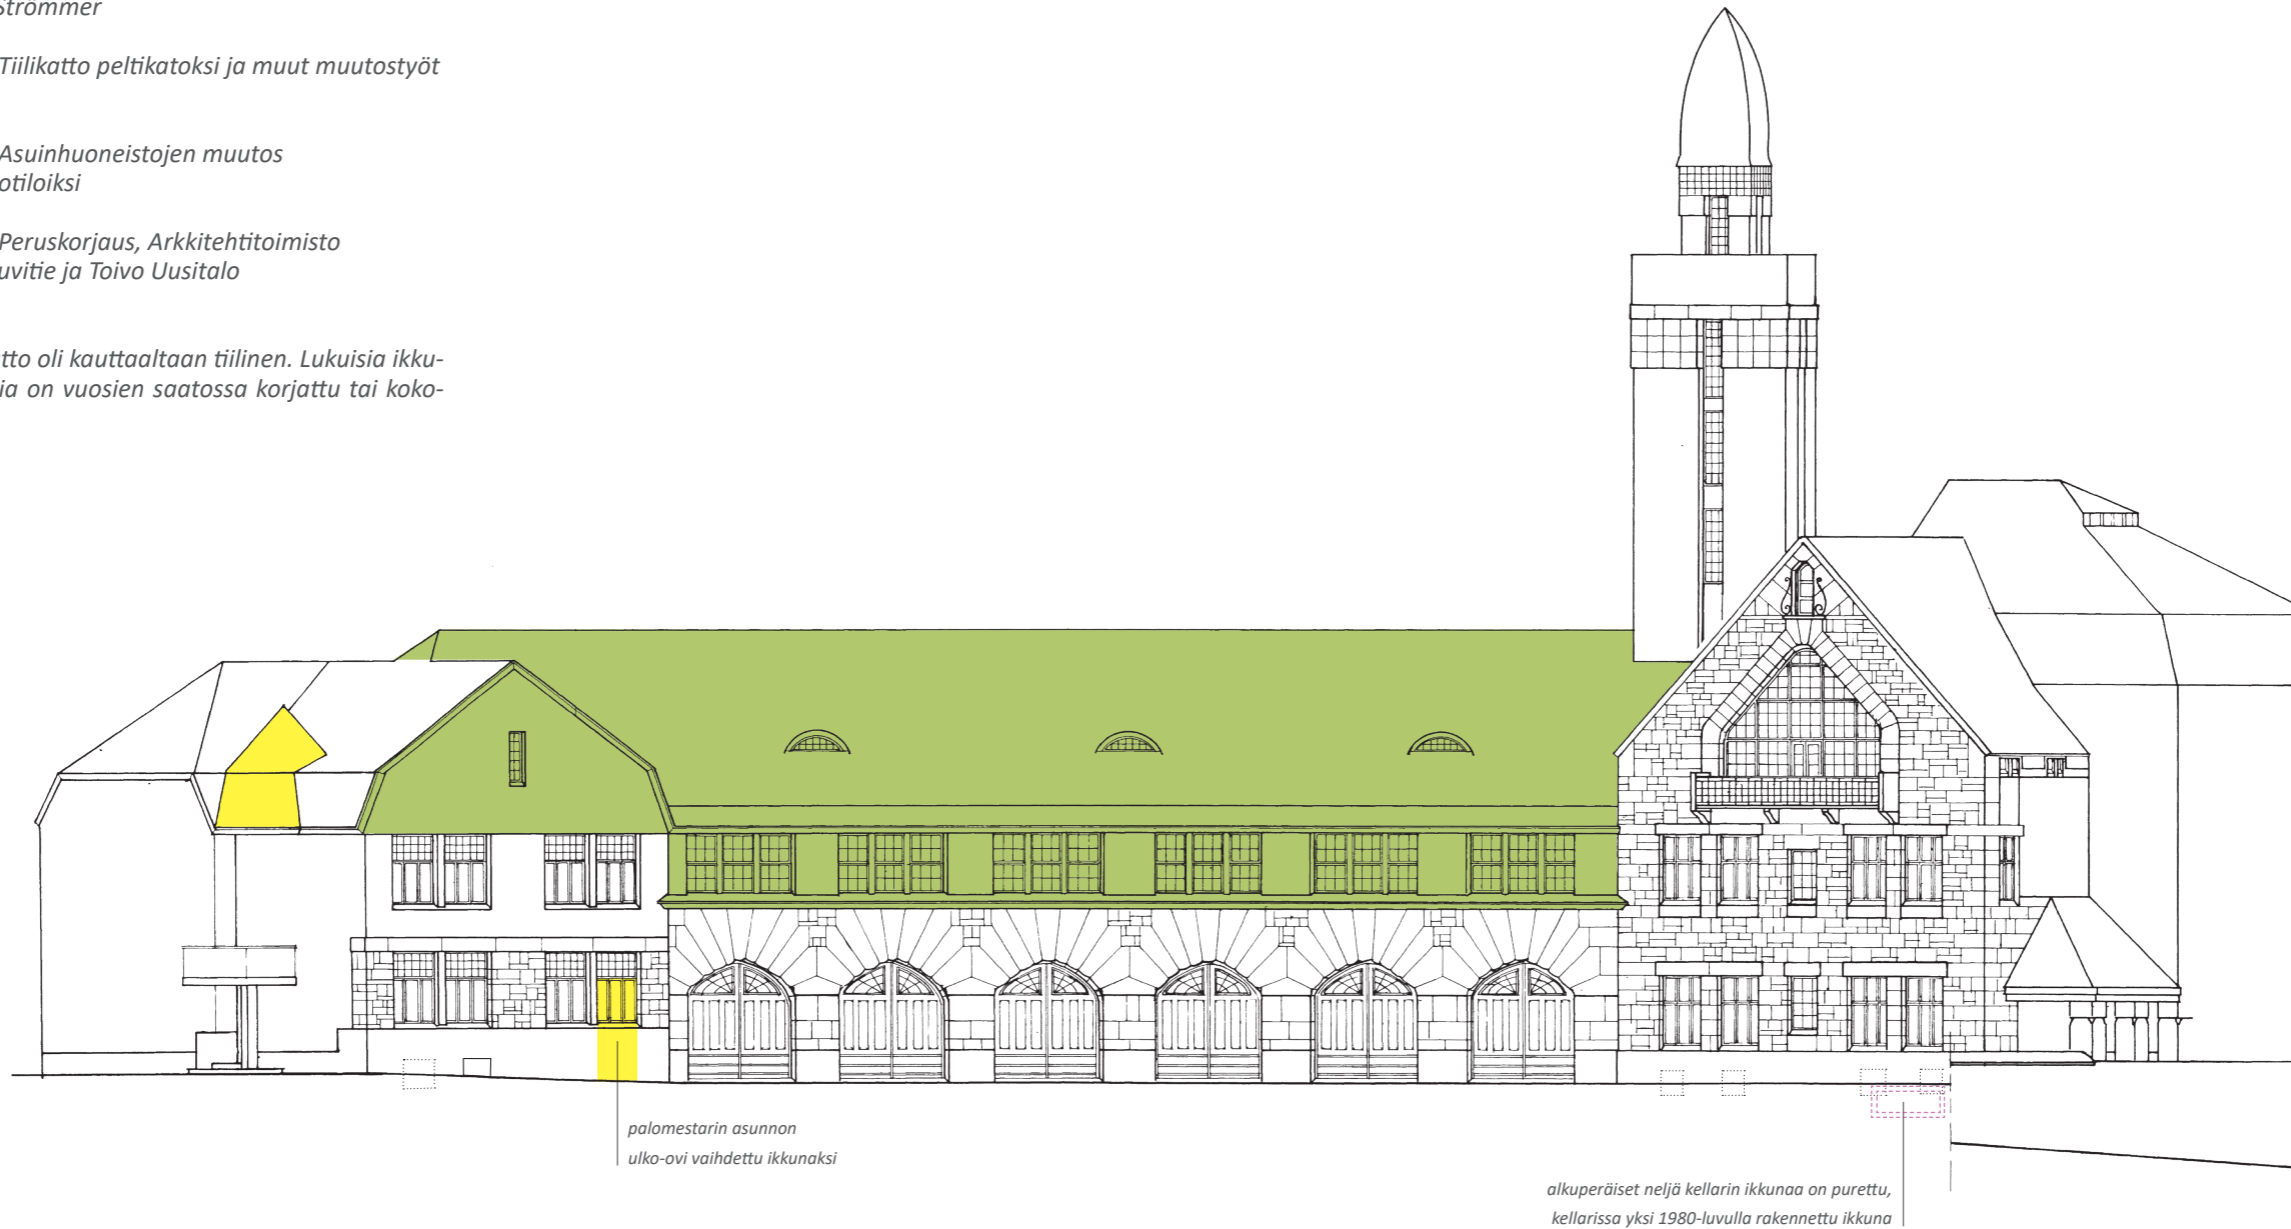 Strömmer
Tiilikatto peltikatoksi ja muut muutostyöt
Asuinhuoneistojen muutos
otiloiksi
Peruskorjaus, Arkkitehtitoimisto
uvitie ja Toivo Uusitalo
tto oli kauttaaltaan tiilinen. Lukuisia ikku-
ia on vuosien saatossa korjattu tai koko-
palomestarin asunnon
ulko-ovi vaihdettu ikkunaksi
alkuperäiset neljä kellarin ikkunaa on purettu,
kellarissa yksi 1980-luvulla rakennettu ikkuna